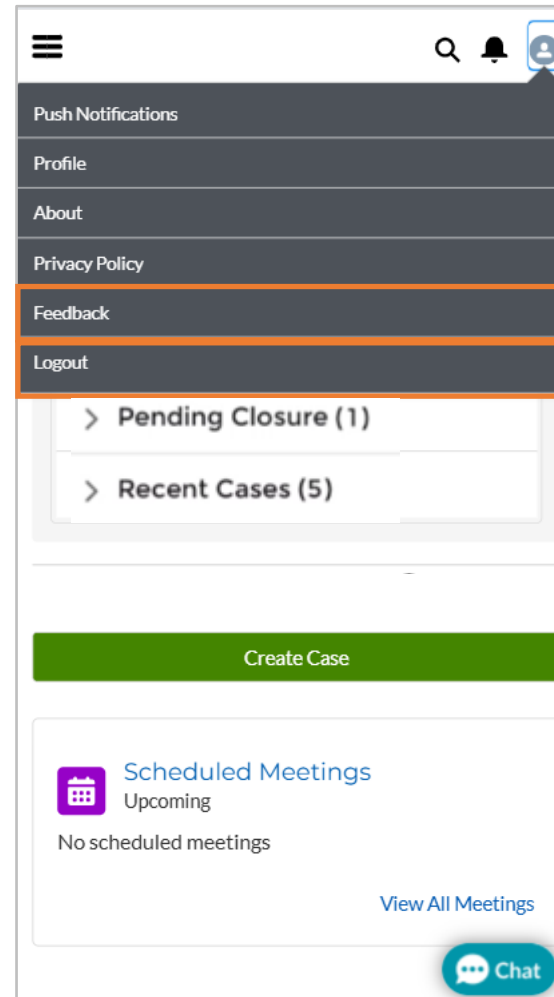 Push Notifications
Profile
About
Privacy Policy
Feedback
Logout
Pending Closure (1)
Recent Cases (5)
Create Case
Scheduled Meetings
Upcoming
No scheduled meetings
View All Meetings
Chat